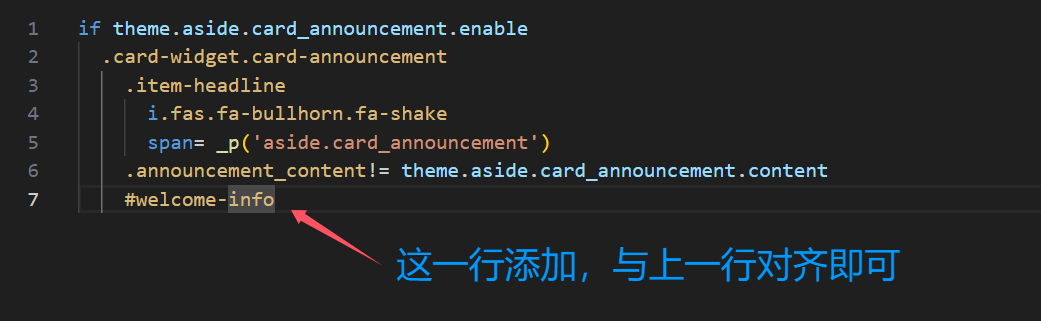 1 if theme.aside.card_announcement.enable
2 .card-widget.card-announcement
3 .item-headline
4 i.fas.fa-bullhorn.fa-shake
5 span= _p('aside.card_announcement')
6 .announcement_content!= theme.aside.card_announcement.content
7 #welcome-info
这一行添加，与上一行对齐即可